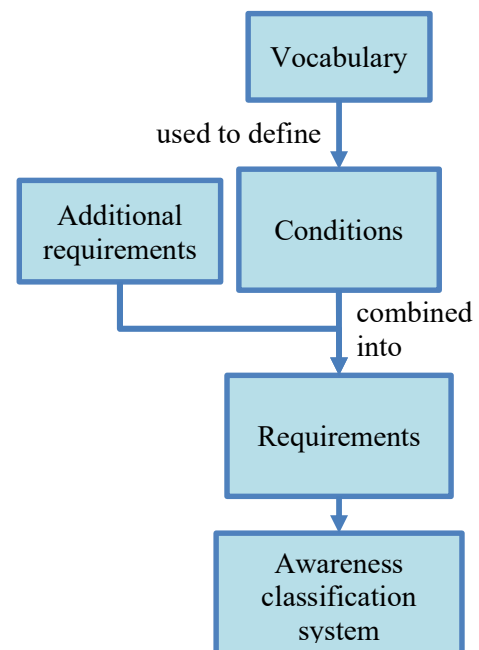 Vocabulary
used to define
Additional
requirements
Conditions
combined
into
Requirements
Awareness
classification
system